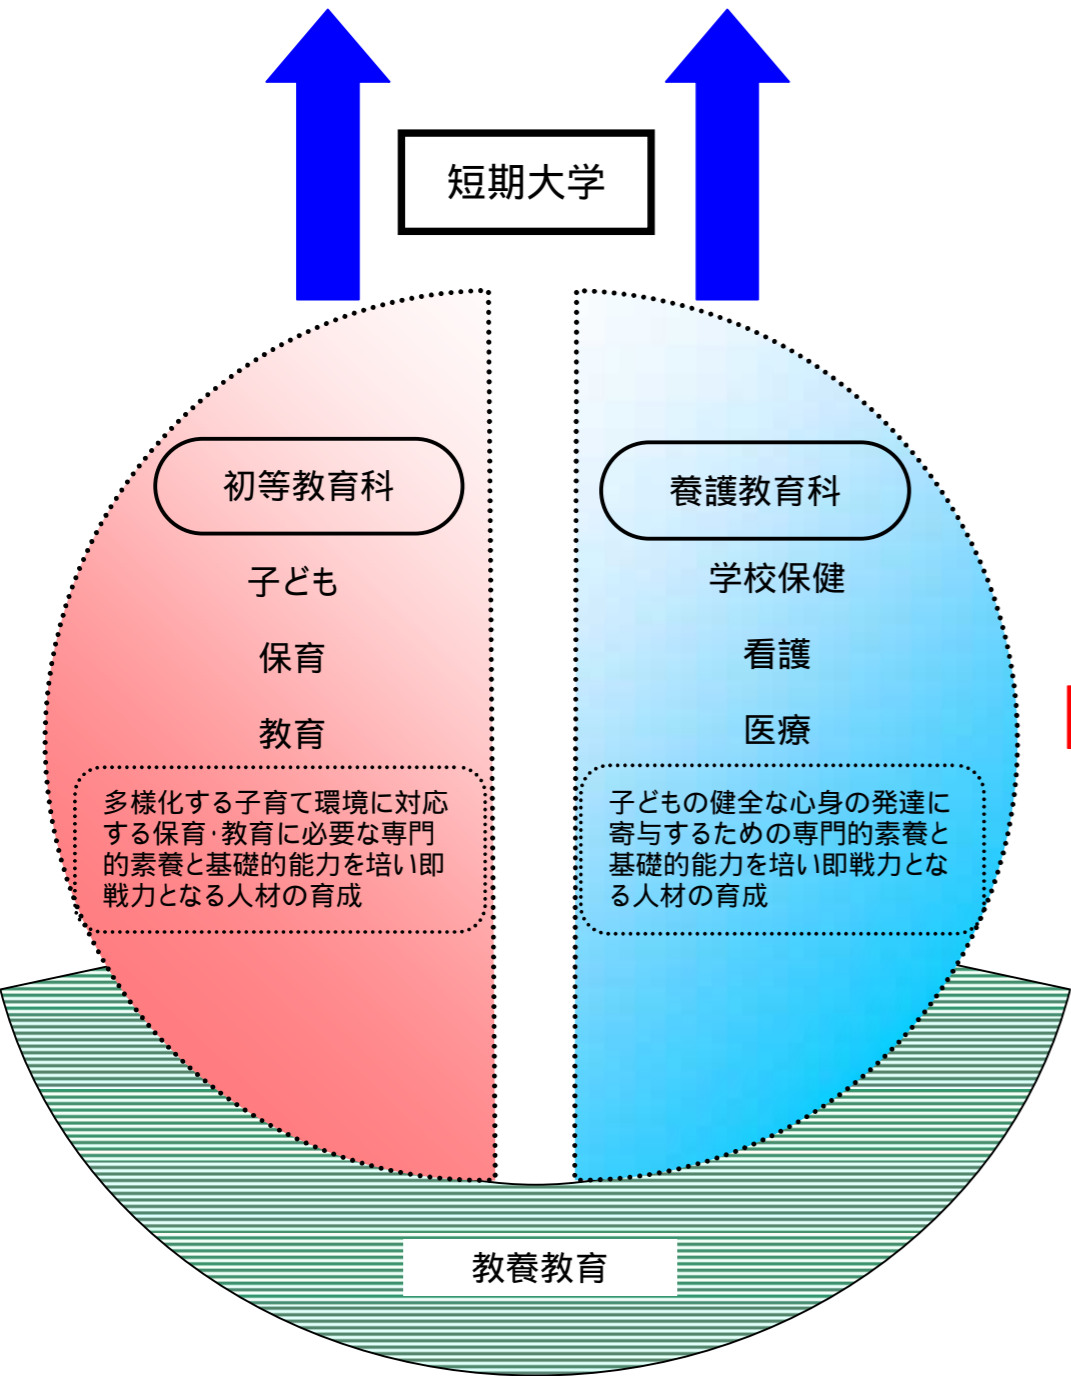 短期大学
初等教育科
子ども
保育
教育
多様化する子育て環境に対応
する保育･教育に必要な専門
的素養と基礎的能力を培い即
戦力となる人材の育成
養護教育科
学校保健
看護
医療
子どもの健全な心身の発達に
寄与するための専門的素養と
基礎的能力を培い即戦力とな
る人材の育成
教養教育